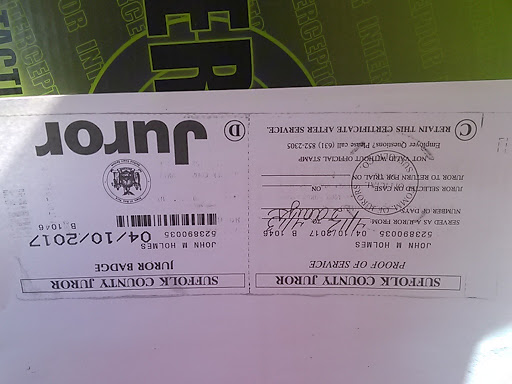 SUFFOLK COUNTY JUROR
PROOF OF SERVICE
JOHN M HOLMES
523890035
04/10/2017 B 1046
SERVED AS A JUROR FROM TO
NUMBER OF DAYS
JUROR SELECTED ON CASE ON
JUROR TO RETURN FOR TRIAL ON
NOT VALID WITHOUT OFFICIAL STAMP
Employer Questions? Please call (631) 852-2305
C RETAIN THIS CERTIFICATE AFTER SERVICE.
SUFFOLK COUNTY JUROR
JUROR BADGE
JOHN M HOLMES
523890035
04/10/2017
B 1046
Juror
D
INTERCEPTOR